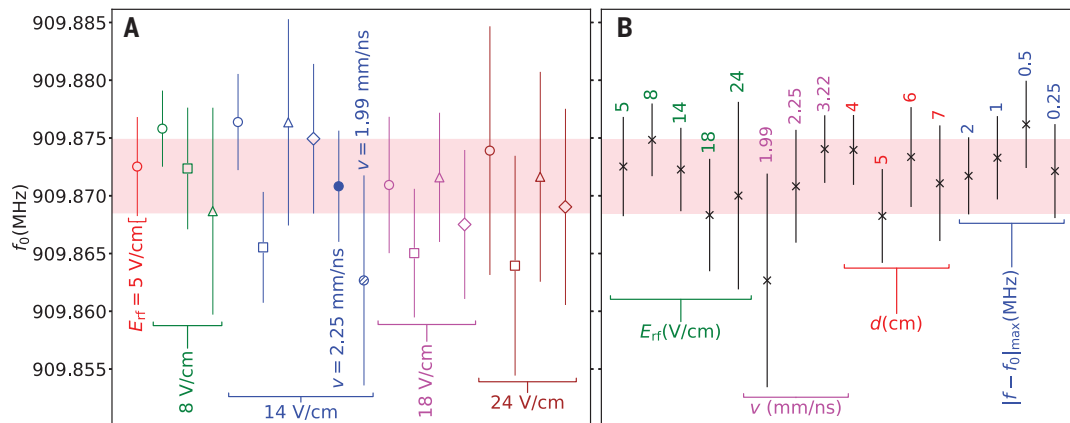 A
B
f₀(MHz)
909.885
909.880
909.875
909.870
909.865
909.860
909.855
E_rf = 5 V/cm
8 V/cm
14 V/cm
v = 2.25 mm/ns
v = 1.99 mm/ns
18 V/cm
24 V/cm
5
8
14
18
24
1.99
2.25
3.22
4
5
6
7
2
1
0.5
0.25
E_rf(V/cm)
v (mm/ns)
d(cm)
|f − f₀|_max(MHz)